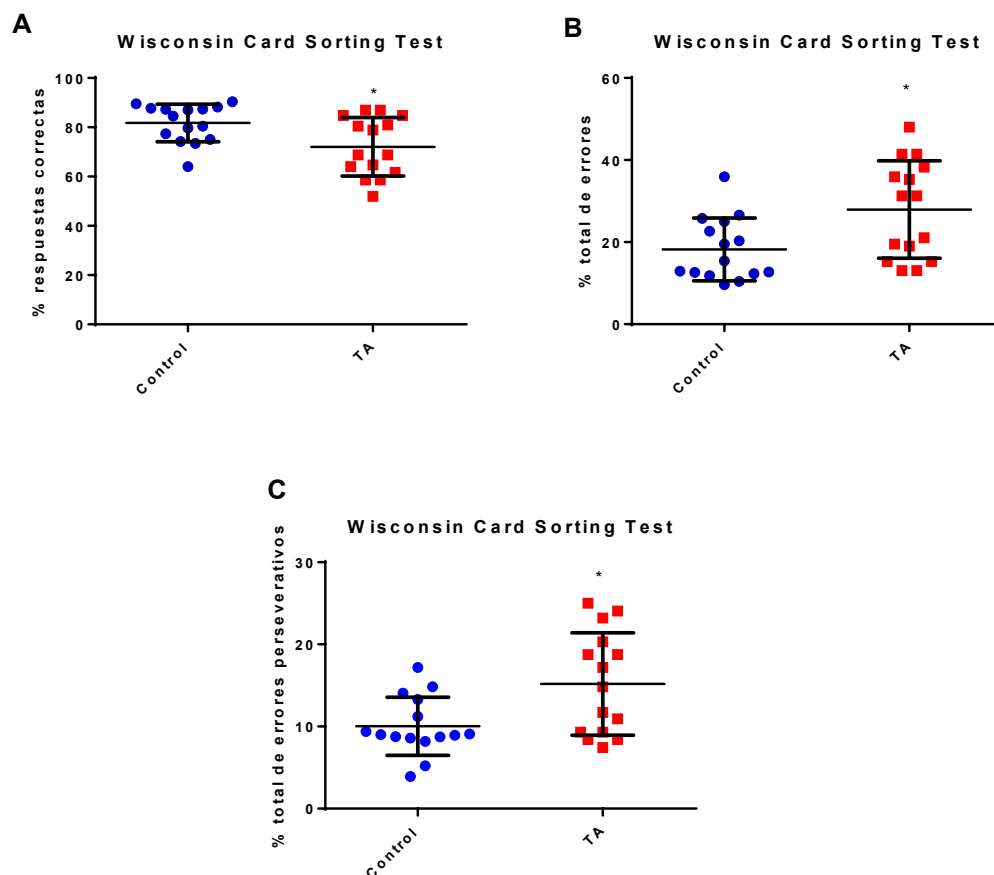 A
Wisconsin Card Sorting Test
% respuestas correctas
100
80
60
40
20
0
*
Control
TA
B
Wisconsin Card Sorting Test
% total de errores
60
40
20
0
*
Control
TA
C
Wisconsin Card Sorting Test
% total de errores perseverativos
30
20
10
0
*
Control
TA